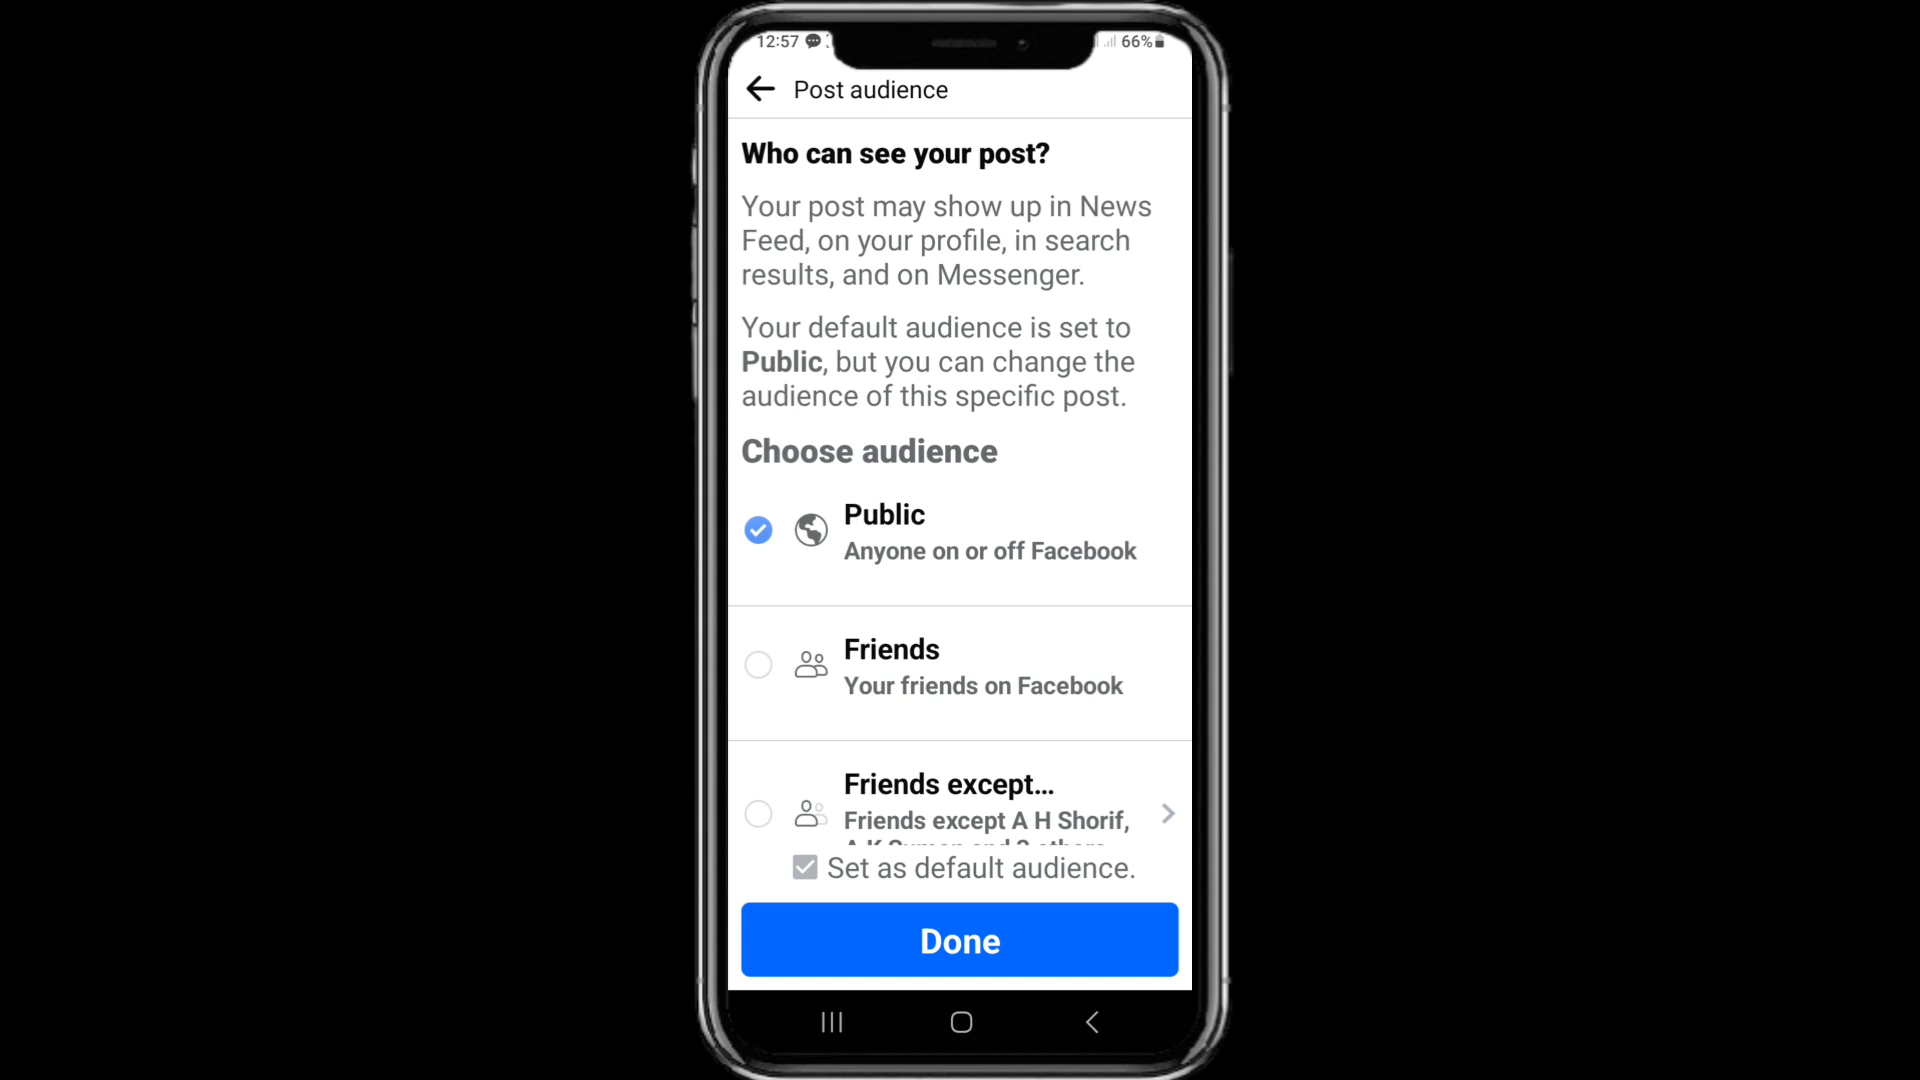 12:57 66%
Post audience
Who can see your post?
Your post may show up in News
Feed, on your profile, in search
results, and on Messenger.
Your default audience is set to
Public, but you can change the
audience of this specific post.
Choose audience
Public
Anyone on or off Facebook
Friends
Your friends on Facebook
Friends except...
Friends except A H Shorif,
Set as default audience.
Done